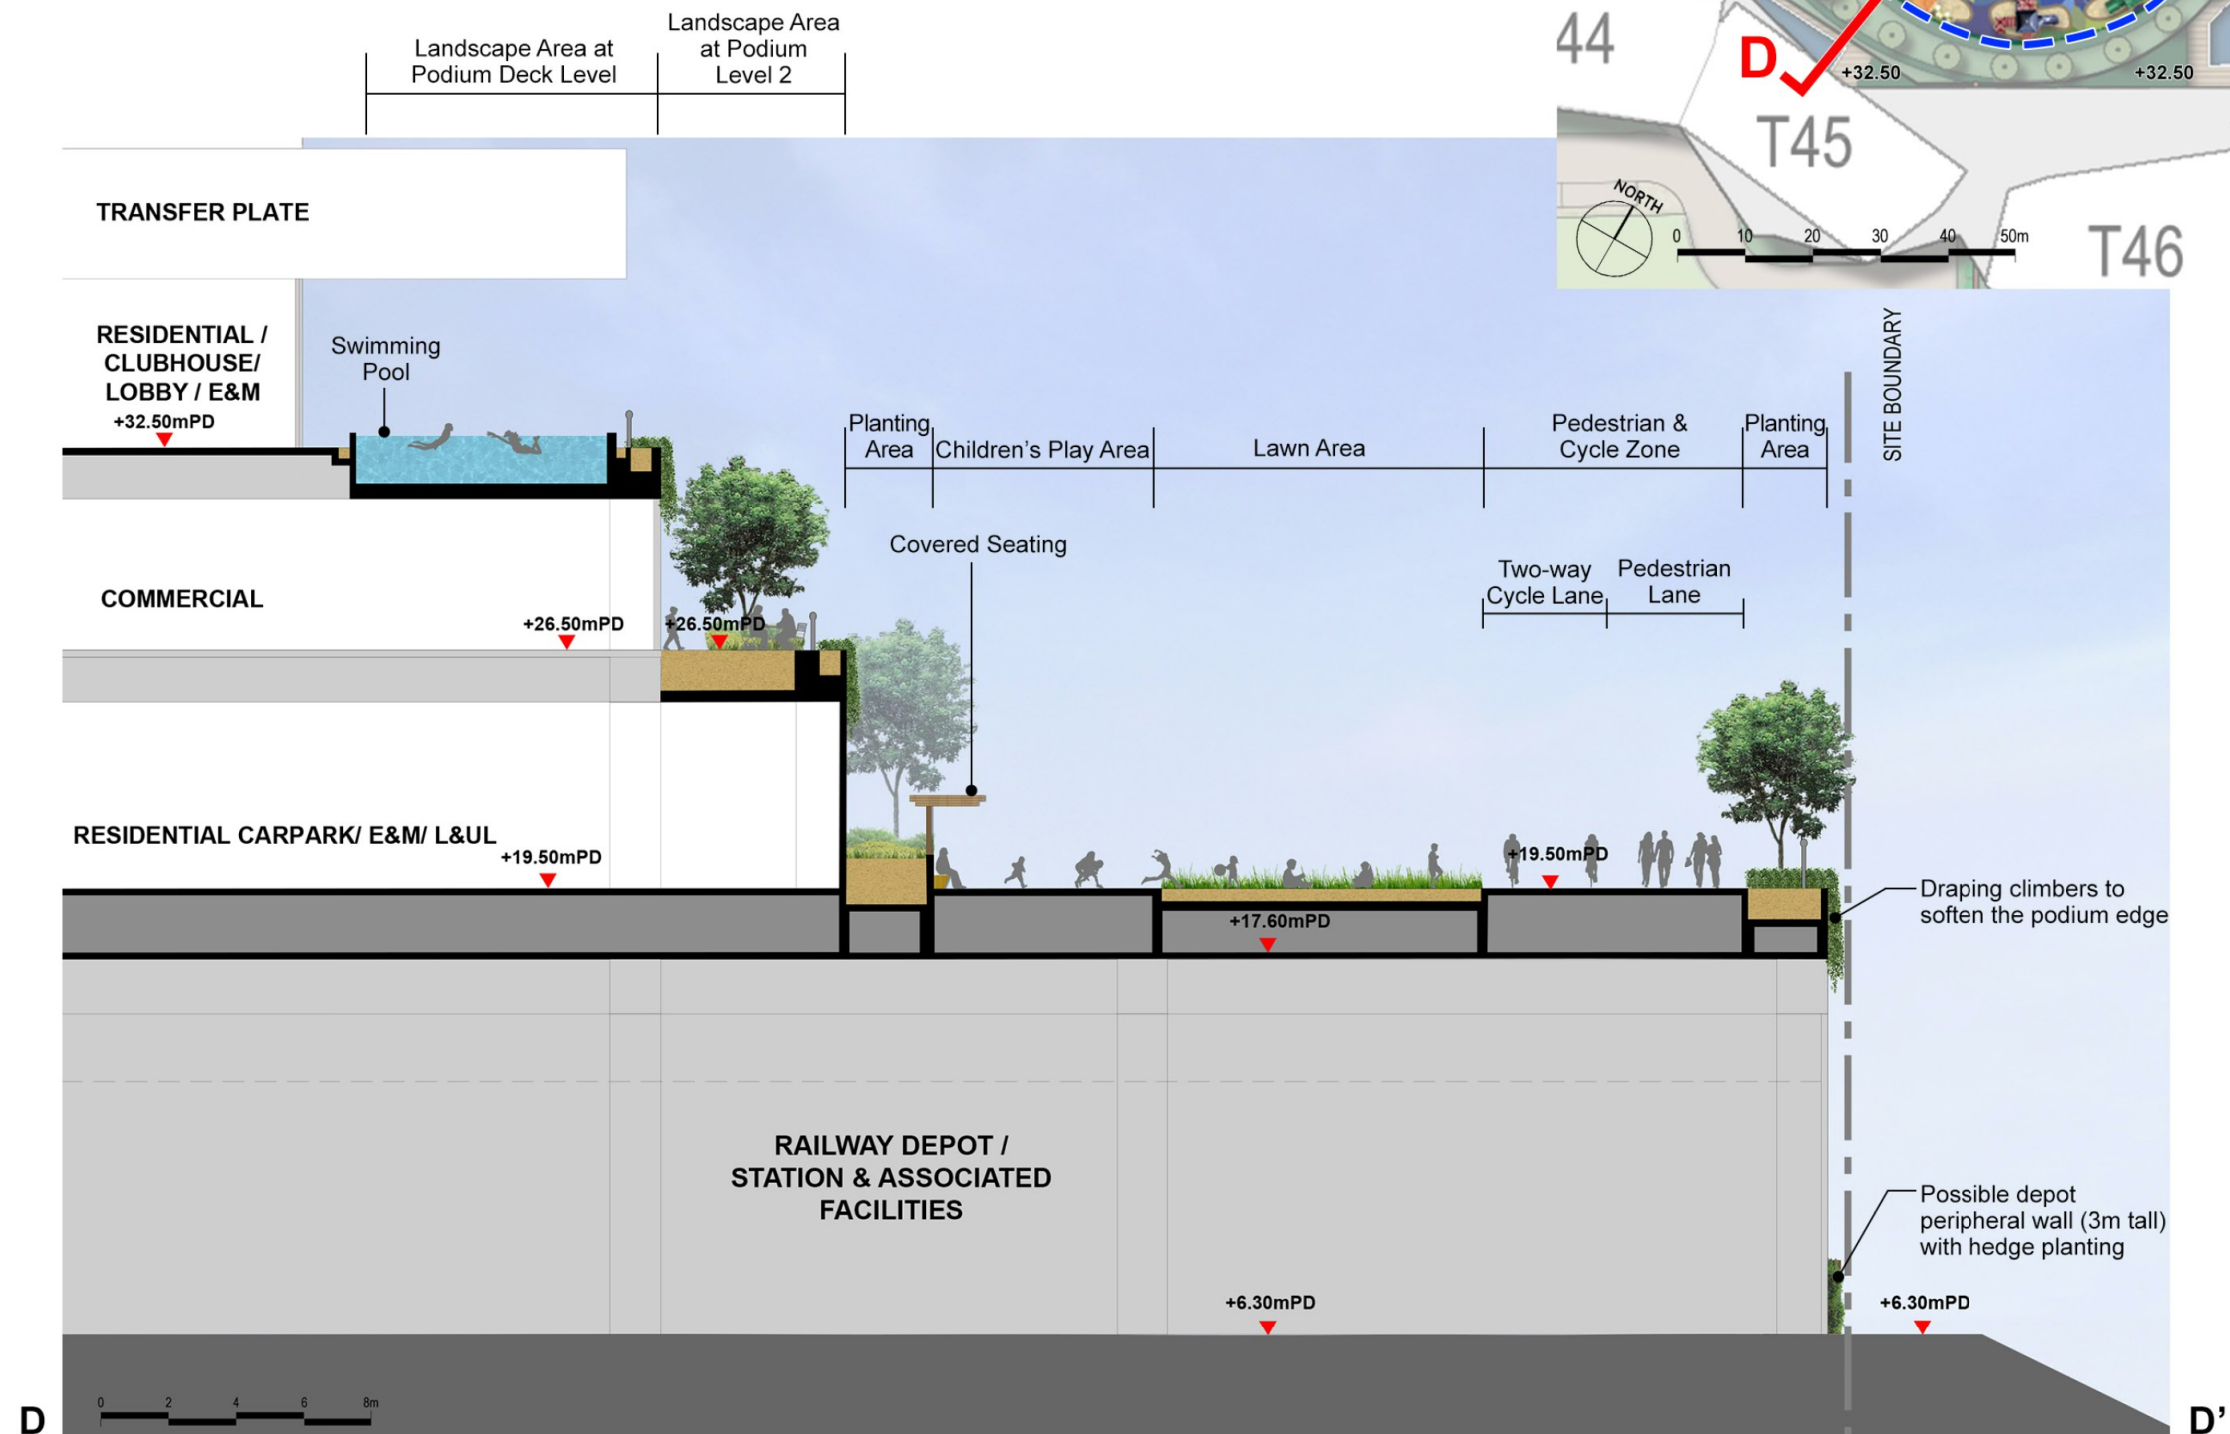 Landscape Area at
Podium Deck Level
Landscape Area
at Podium
Level 2
44
D
+32.50
+32.50
T45
NORTH
0 10 20 30 40 50m
T46
TRANSFER PLATE
RESIDENTIAL /
CLUBHOUSE/
LOBBY / E&M
+32.50mPD
Swimming
Pool
SITE BOUNDARY
Planting
Area
Children's Play Area
Lawn Area
Pedestrian &
Cycle Zone
Planting
Area
Covered Seating
Two-way
Cycle Lane
Pedestrian
Lane
COMMERCIAL
+26.50mPD
+26.50mPD
RESIDENTIAL CARPARK/ E&M/ L&UL
+19.50mPD
+19.50mPD
+17.60mPD
Draping climbers to
soften the podium edge
RAILWAY DEPOT /
STATION & ASSOCIATED
FACILITIES
Possible depot
peripheral wall (3m tall)
with hedge planting
+6.30mPD
+6.30mPD
0 2 4 6 8m
D
D'